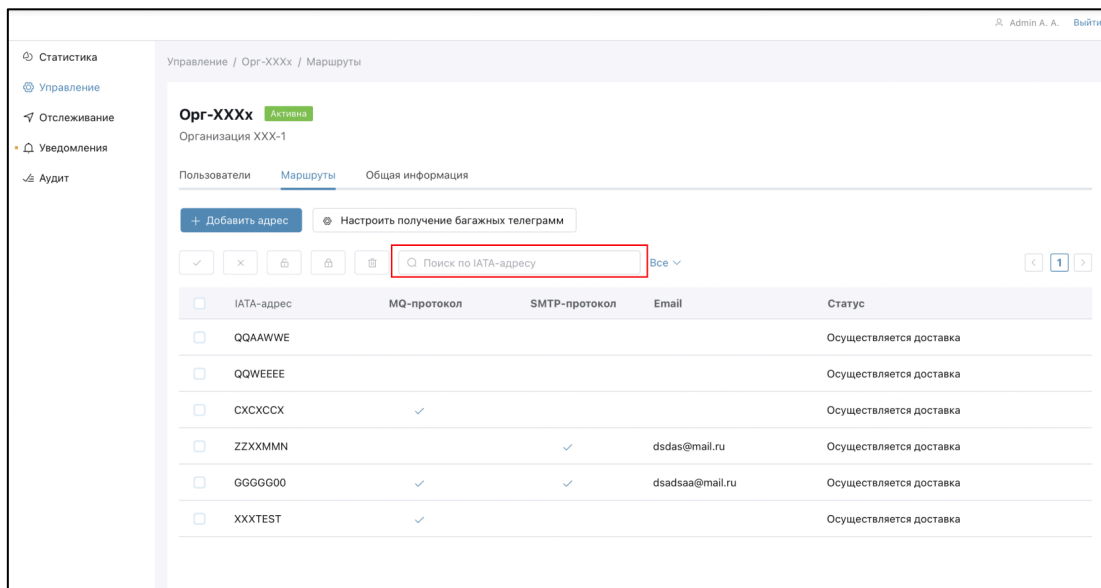 Admin A. A. Выйти
Статистика
Управление
Отслеживание
Уведомления
Аудит
Управление / Орг-XXXx / Маршруты
Орг-XXXx Активна
Организация XXX-1
Пользователи Маршруты Общая информация
+ Добавить адрес Настроить получение багажных телеграмм
Поиск по IATA-адресу Все 1
IATA-адрес MQ-протокол SMTP-протокол Email Статус
QQAAWWE Осуществляется доставка
QQWEEEE Осуществляется доставка
CXCXCCX Осуществляется доставка
ZZXXMMN dsdas@mail.ru Осуществляется доставка
GGGGG00 dsadsaa@mail.ru Осуществляется доставка
XXXTEST Осуществляется доставка